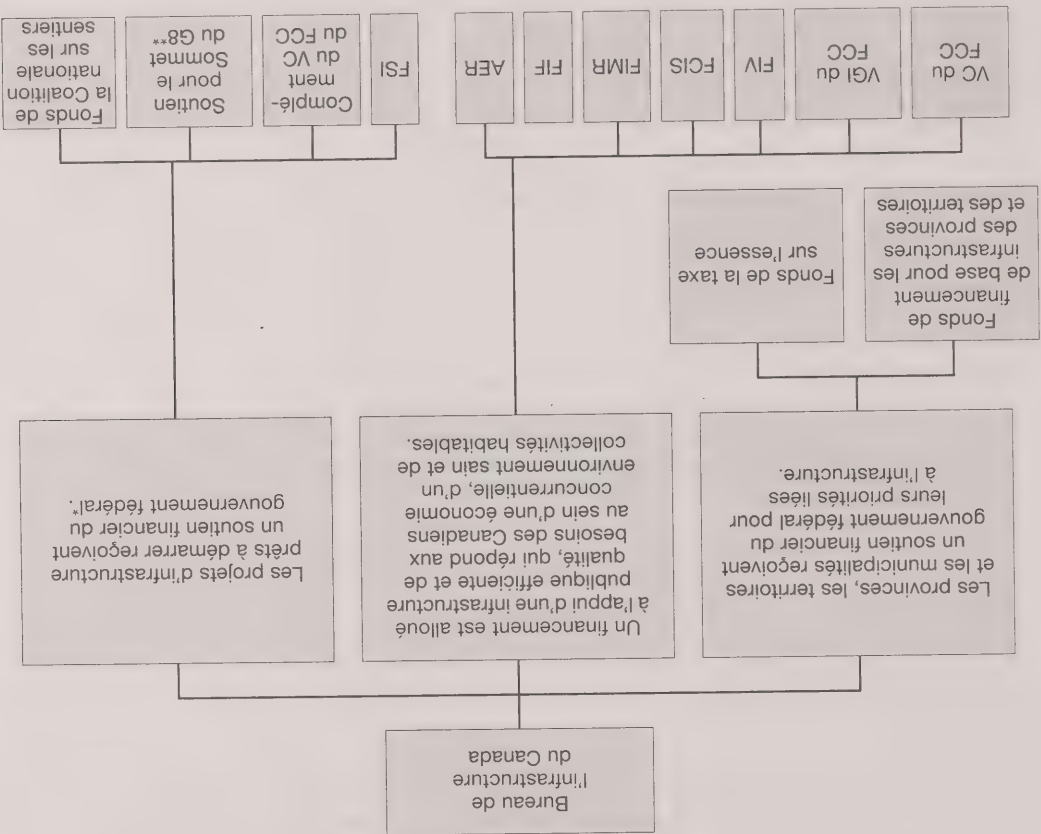 Bureau de
l'infrastructure
du Canada
Les provinces, les territoires
et les municipalités reçoivent
un soutien financier du
gouvernement fédéral pour
leurs priorités liées
à l'infrastructure.
Un financement est alloué
à l'appui d'une infrastructure
publique efficiente et de
qualité, qui répond aux
besoins des Canadiens
au sein d'une économie
concurrentielle, d'un
environnement sain et de
collectivités habitables.
Les projets d'infrastructure
prêts à démarrer reçoivent
un soutien financier du
gouvernement fédéral*.
Fonds de
financement
de base pour les
infrastructures
des provinces
et des territoires
Fonds de la taxe
sur l'essence
VC du
FCC
VGI du
FCC
FIV
FCIS
FIMR
FIF
AER
FSI
Complé-
ment
du VC
du FCC
Soutien
pour le
Sommet
du G8**
Fonds de
la Coalition
nationale
sur les
sentiers